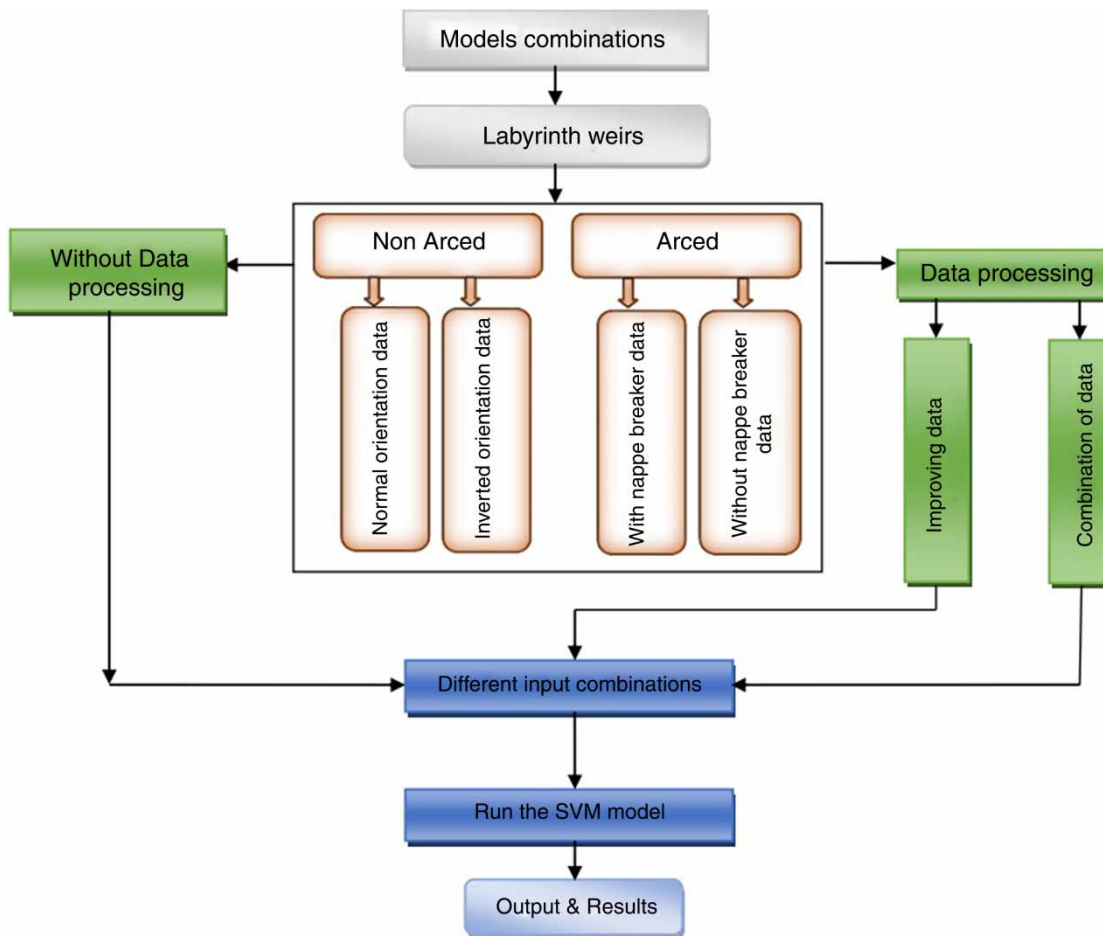 Models combinations
Labyrinth weirs
Non Arced
Arced
Without Data
processing
Data processing
Normal orientation data
Inverted orientation data
With nappe breaker data
Without nappe breaker
data
Improving data
Combination of data
Different input combinations
Run the SVM model
Output & Results